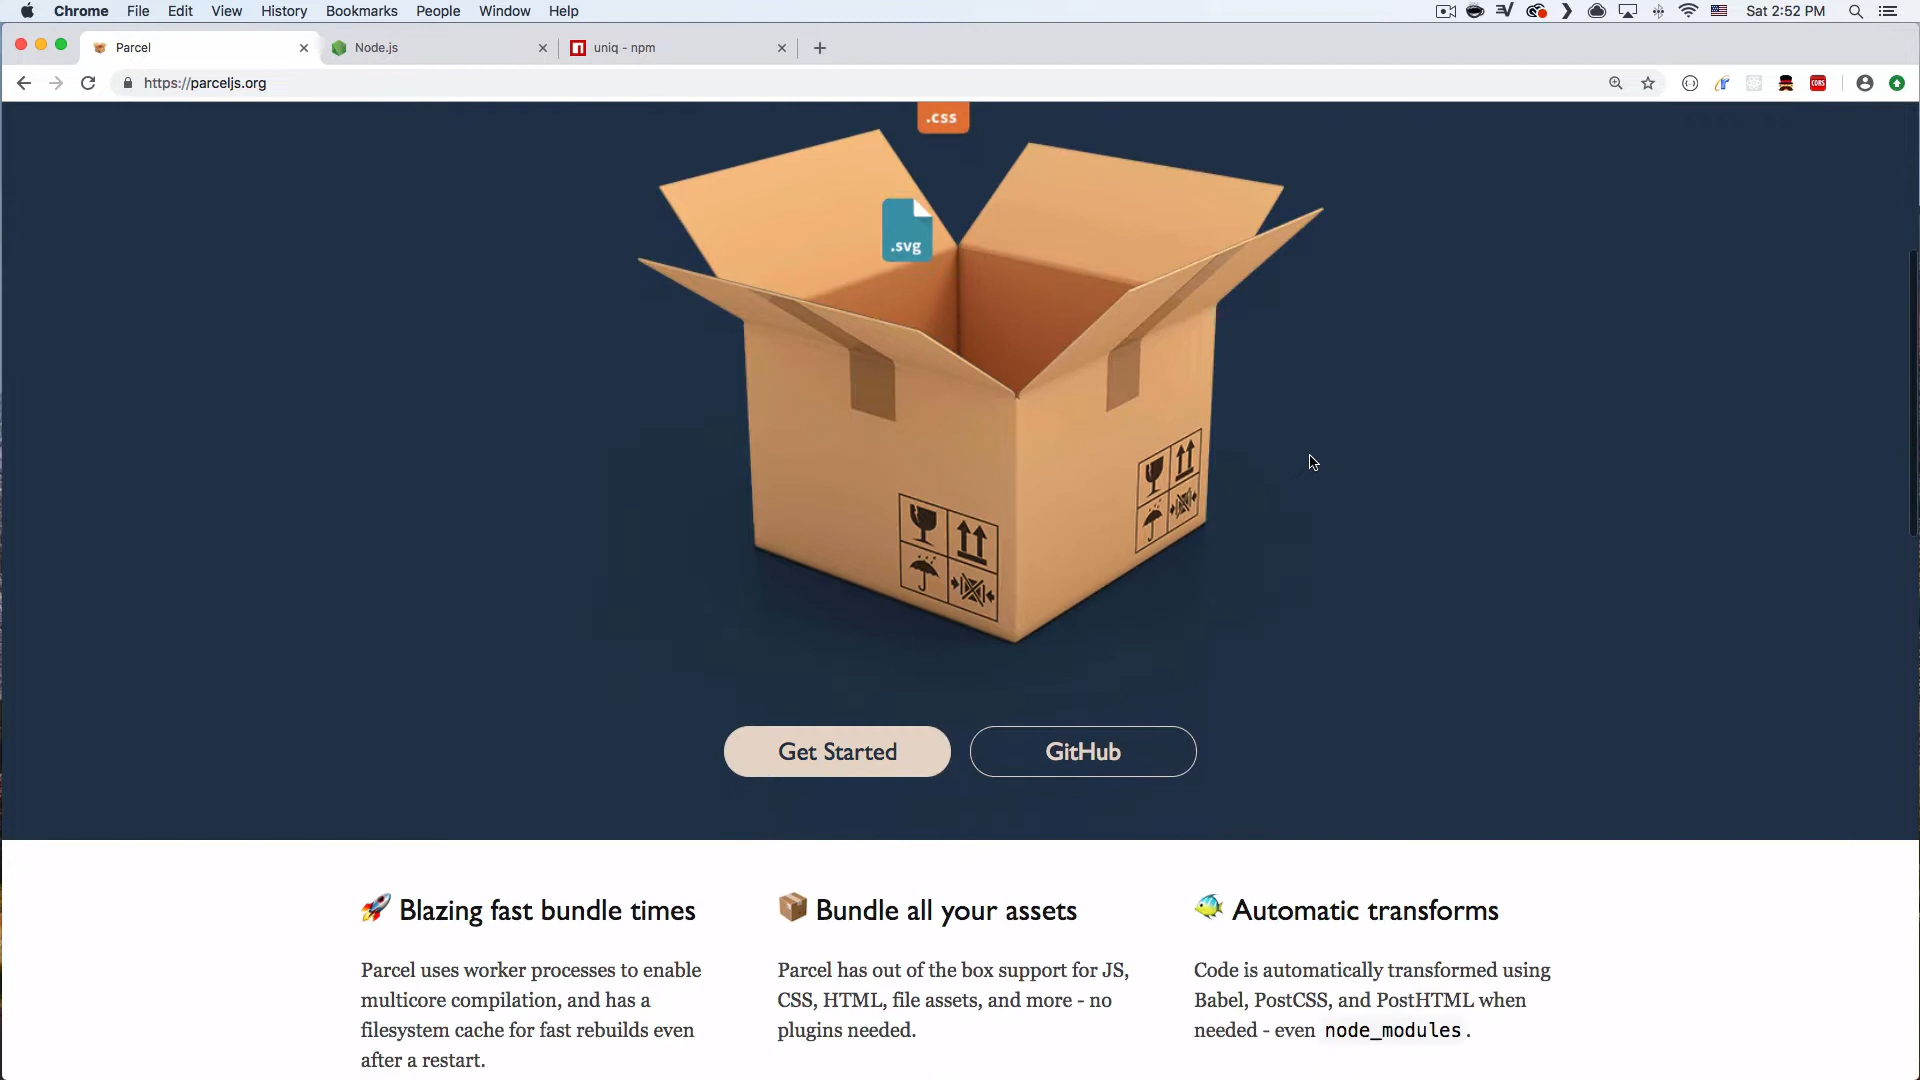 Chrome File Edit View History Bookmarks People Window Help Sat 2:52 PM
Parcel Node.js uniq - npm
https://parceljs.org CORS
.css
.svg
Get Started GitHub
🚀 Blazing fast bundle times
Parcel uses worker processes to enable
multicore compilation, and has a
filesystem cache for fast rebuilds even
after a restart.
📦 Bundle all your assets
Parcel has out of the box support for JS,
CSS, HTML, file assets, and more - no
plugins needed.
🐠 Automatic transforms
Code is automatically transformed using
Babel, PostCSS, and PostHTML when
needed - even node_modules.